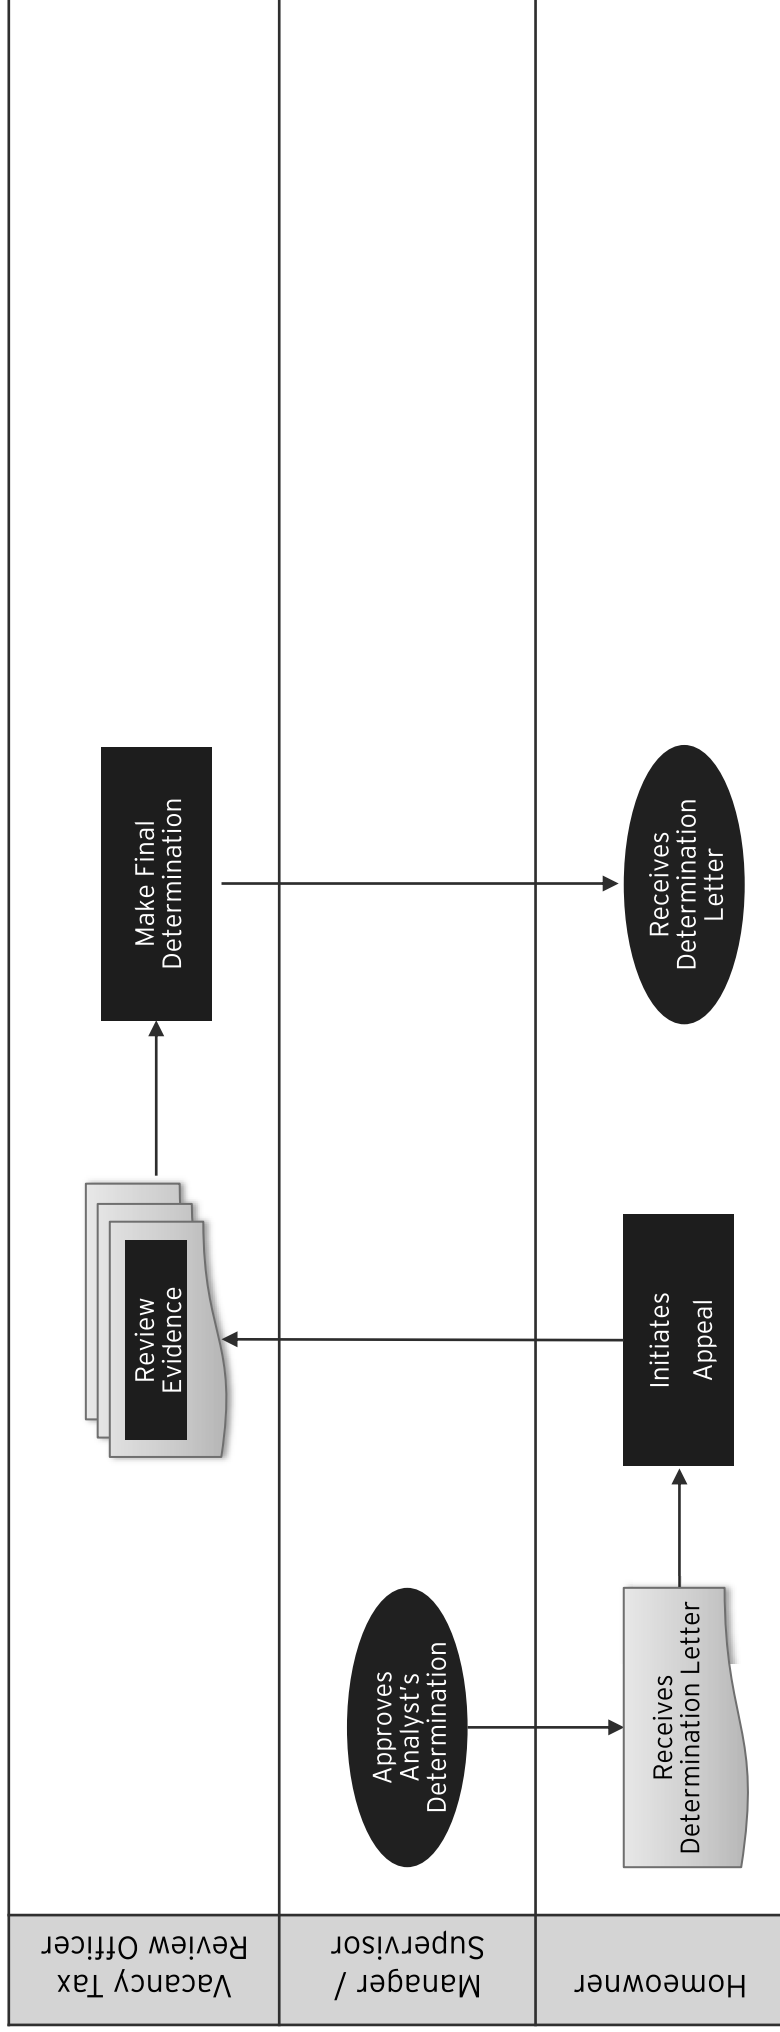 Vacancy Tax
Review Officer
Review
Evidence
Make Final
Determination
Manager /
Supervisor
Approves
Analyst’s
Determination
Homeowner
Receives
Determination Letter
Initiates
Appeal
Receives
Determination
Letter